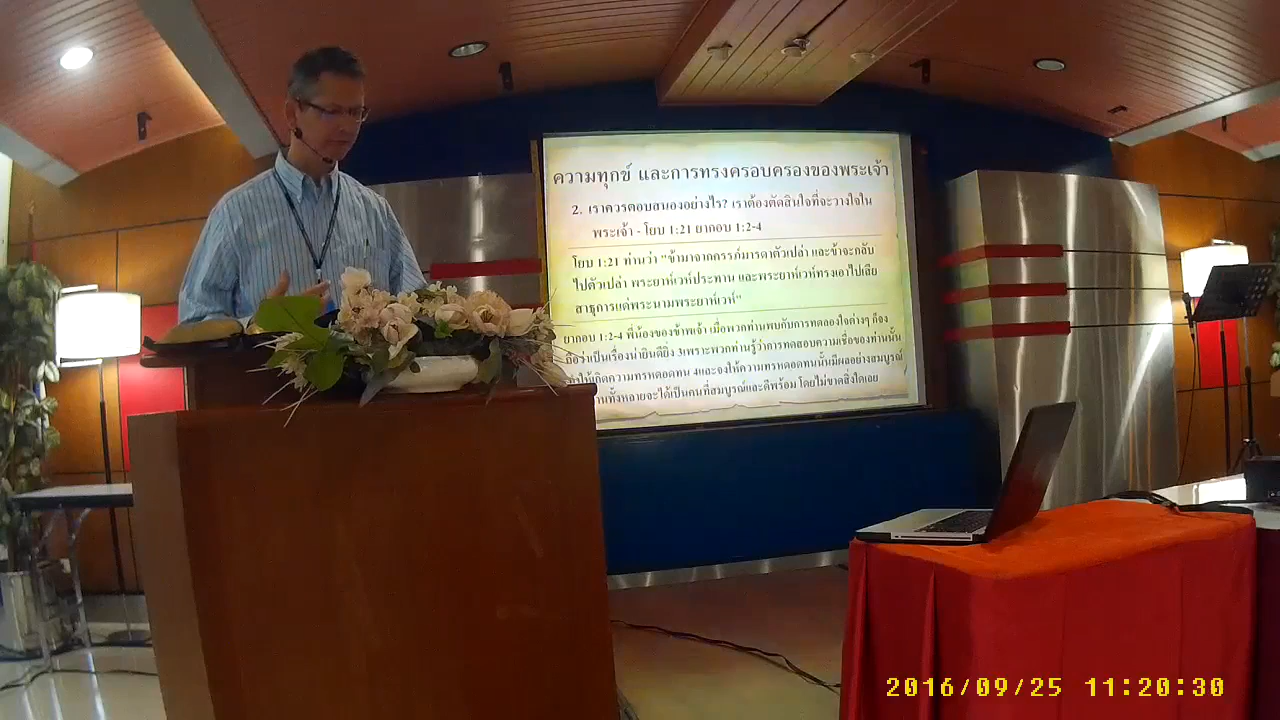 ความทุกข์ และการทรงครอบครองของพระเจ้า
2. เราควรตอบสนองอย่างไร? เราต้องตัดสินใจที่จะวางใจใน
พระเจ้า - โยบ 1:21 ยากอบ 1:2-4
โยบ 1:21 ท่านว่า "ข้ามาจากครรภ์มารดาตัวเปล่า และข้าจะกลับ
ไปตัวเปล่า พระยาห์เวห์ประทาน และพระยาห์เวห์ทรงเอาไปเสีย
สาธุการแด่พระนามพระยาห์เวห์"
ยากอบ 1:2-4 พี่น้องของข้าพเจ้า เมื่อพวกท่านพบกับการทดลองใจต่างๆ ก็จง
ถือว่าเป็นเรื่องน่ายินดียิ่ง 3เพราะพวกท่านรู้ว่าการทดสอบความเชื่อของท่านนั้น
ทำให้เกิดความทรหดอดทน 4และจงให้ความทรหดอดทนนั้นมีผลอย่างสมบูรณ์
ทั้งหลายจะได้เป็นคนที่สมบูรณ์และดีพร้อม โดยไม่ขาดสิ่งใดเลย
2016/09/25 11:20:30